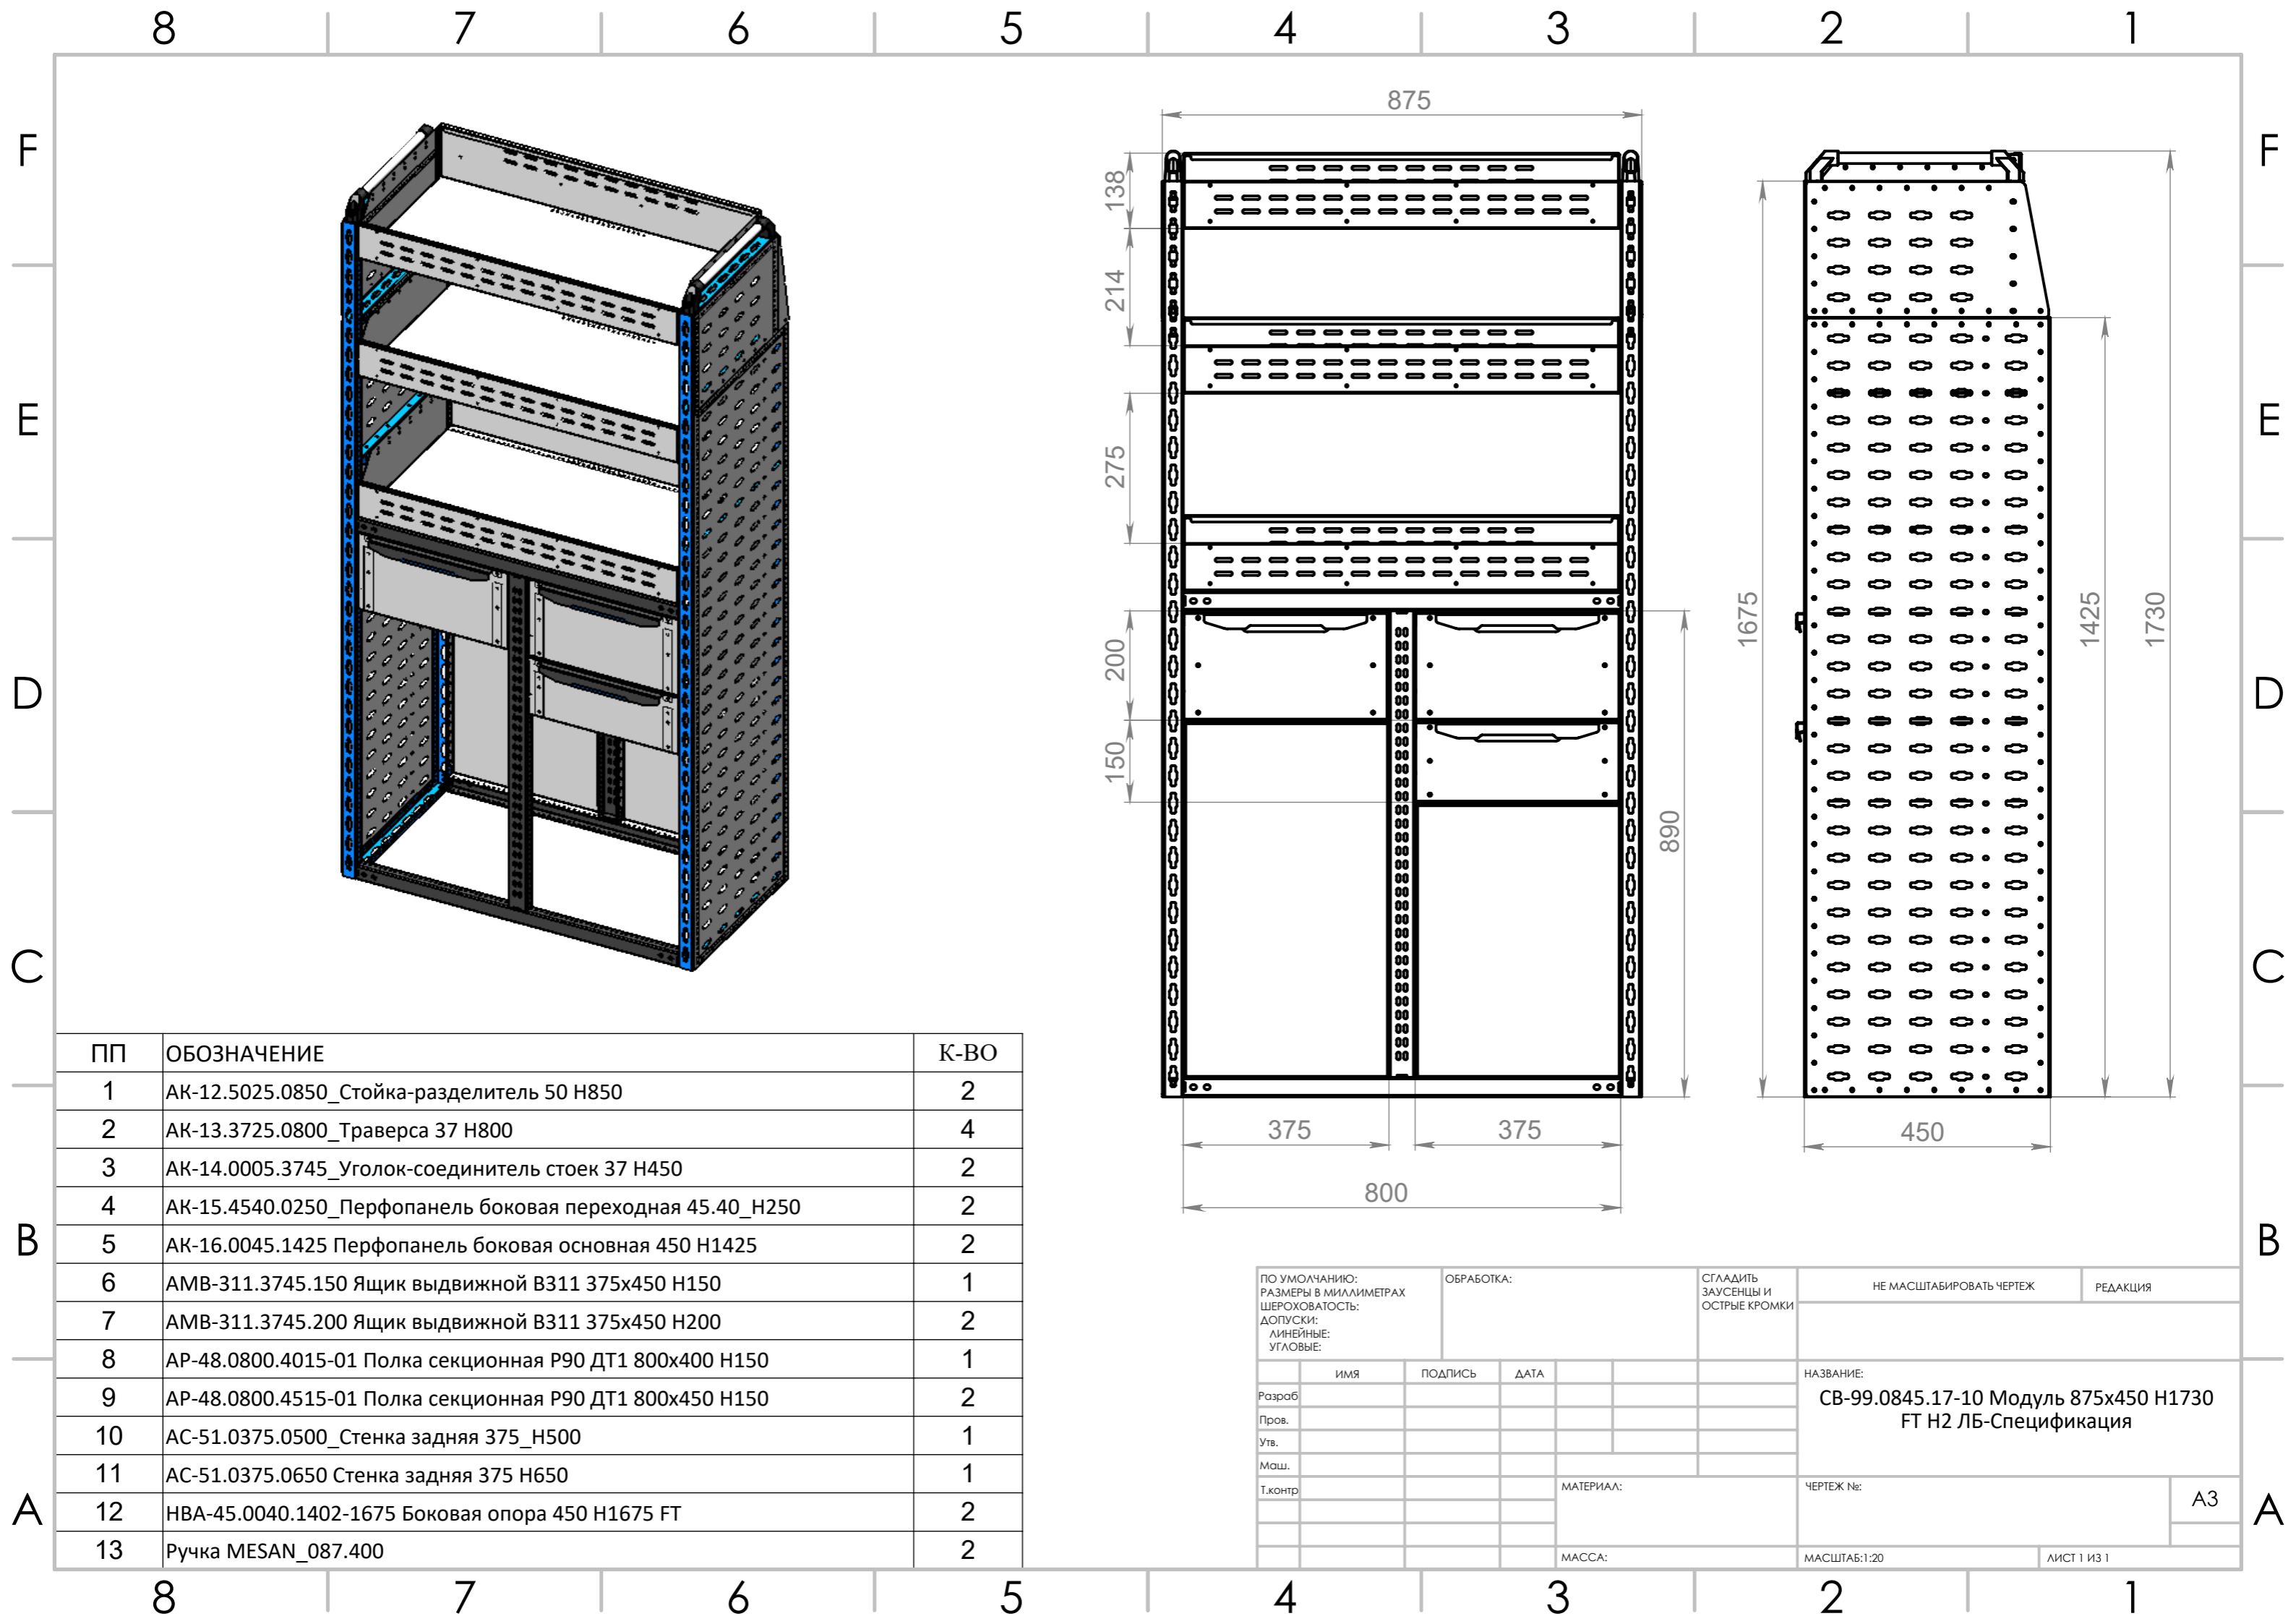 8 7 6 5 4 3 2 1
F F
E E
D D
C C
B B
A A
875
138
214
275
200
150
890
375 375
800
1675
1425
1730
450
ПП ОБОЗНАЧЕНИЕ К-ВО
1 АК-12.5025.0850_Стойка-разделитель 50 Н850 2
2 АК-13.3725.0800_Траверса 37 Н800 4
3 АК-14.0005.3745_Уголок-соединитель стоек 37 Н450 2
4 АК-15.4540.0250_Перфопанель боковая переходная 45.40_Н250 2
5 АК-16.0045.1425 Перфопанель боковая основная 450 Н1425 2
6 АМВ-311.3745.150 Ящик выдвижной В311 375х450 Н150 1
7 АМВ-311.3745.200 Ящик выдвижной В311 375х450 Н200 2
8 АР-48.0800.4015-01 Полка секционная Р90 ДТ1 800х400 Н150 1
9 АР-48.0800.4515-01 Полка секционная Р90 ДТ1 800х450 Н150 2
10 АС-51.0375.0500_Стенка задняя 375_Н500 1
11 АС-51.0375.0650 Стенка задняя 375 Н650 1
12 НВА-45.0040.1402-1675 Боковая опора 450 Н1675 FT 2
13 Ручка MESAN_087.400 2
ПО УМОЛЧАНИЮ:
РАЗМЕРЫ В МИЛЛИМЕТРАХ
ШЕРОХОВАТОСТЬ:
ДОПУСКИ:
ЛИНЕЙНЫЕ:
УГЛОВЫЕ:
ОБРАБОТКА:
СГЛАДИТЬ
ЗАУСЕНЦЫ И
ОСТРЫЕ КРОМКИ
НЕ МАСШТАБИРОВАТЬ ЧЕРТЕЖ
РЕДАКЦИЯ
ИМЯ ПОДПИСЬ ДАТА
Разраб
Пров.
Утв.
Маш.
Т.контр
НАЗВАНИЕ:
СВ-99.0845.17-10 Модуль 875х450 Н1730
FT Н2 ЛБ-Спецификация
МАТЕРИАЛ:
ЧЕРТЕЖ №:
А3
МАССА:
МАСШТАБ:1:20
ЛИСТ 1 ИЗ 1
8 7 6 5 4 3 2 1